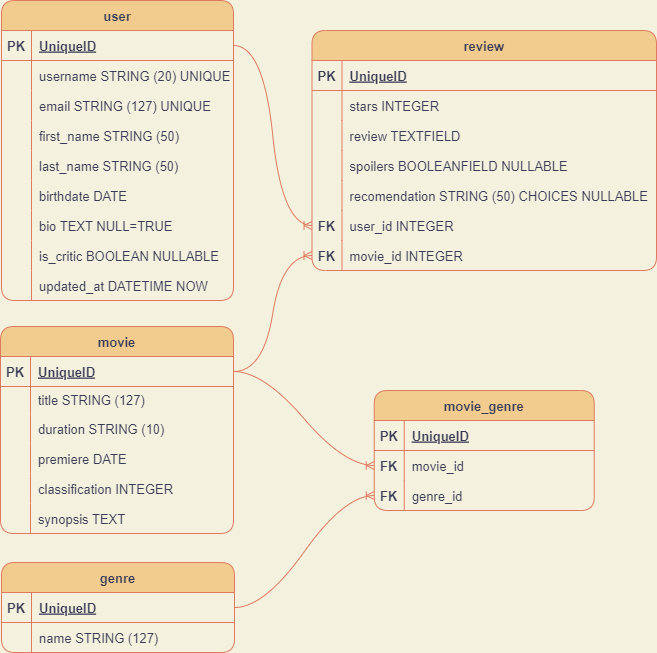 user
PK UniqueID
username STRING (20) UNIQUE
email STRING (127) UNIQUE
first_name STRING (50)
last_name STRING (50)
birthdate DATE
bio TEXT NULL=TRUE
is_critic BOOLEAN NULLABLE
updated_at DATETIME NOW
review
PK UniqueID
stars INTEGER
review TEXTFIELD
spoilers BOOLEANFIELD NULLABLE
recomendation STRING (50) CHOICES NULLABLE
FK user_id INTEGER
FK movie_id INTEGER
movie
PK UniqueID
title STRING (127)
duration STRING (10)
premiere DATE
classification INTEGER
synopsis TEXT
movie_genre
PK UniqueID
FK movie_id
FK genre_id
genre
PK UniqueID
name STRING (127)